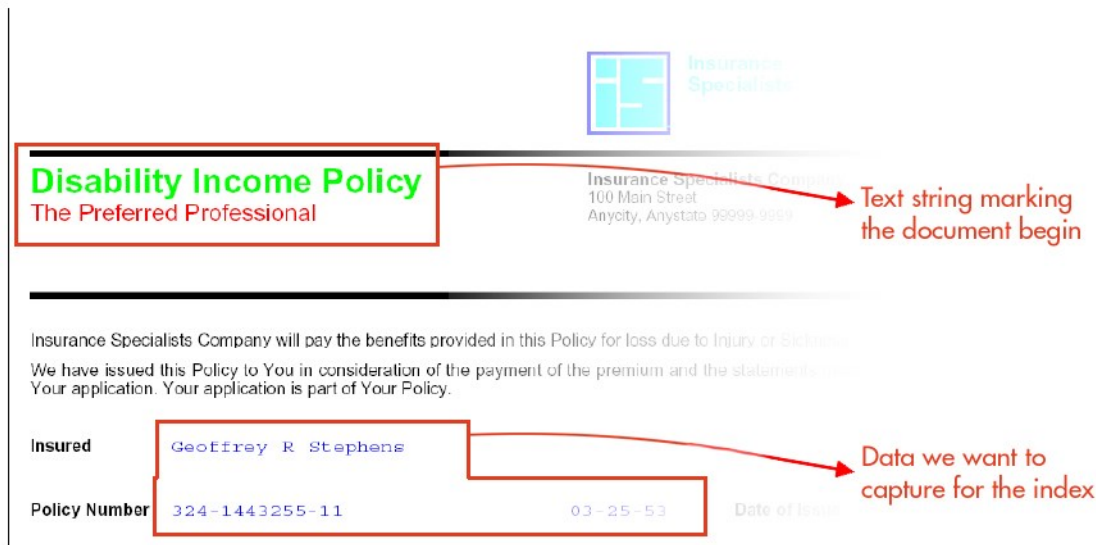 iS
Insurance
Specialists
Disability Income Policy
The Preferred Professional
Insurance Specialists Company
100 Main Street
Anycity, Anystate 99999-9999
Text string marking
the document begin
Insurance Specialists Company will pay the benefits provided in this Policy for loss due to Injury or
We have issued this Policy to You in consideration of the payment of the premium and the statements
Your application. Your application is part of Your Policy.
Insured Geoffrey R Stephens
Data we want to
capture for the index
Policy Number 324-1443255-11 03-25-53 Date of Issue